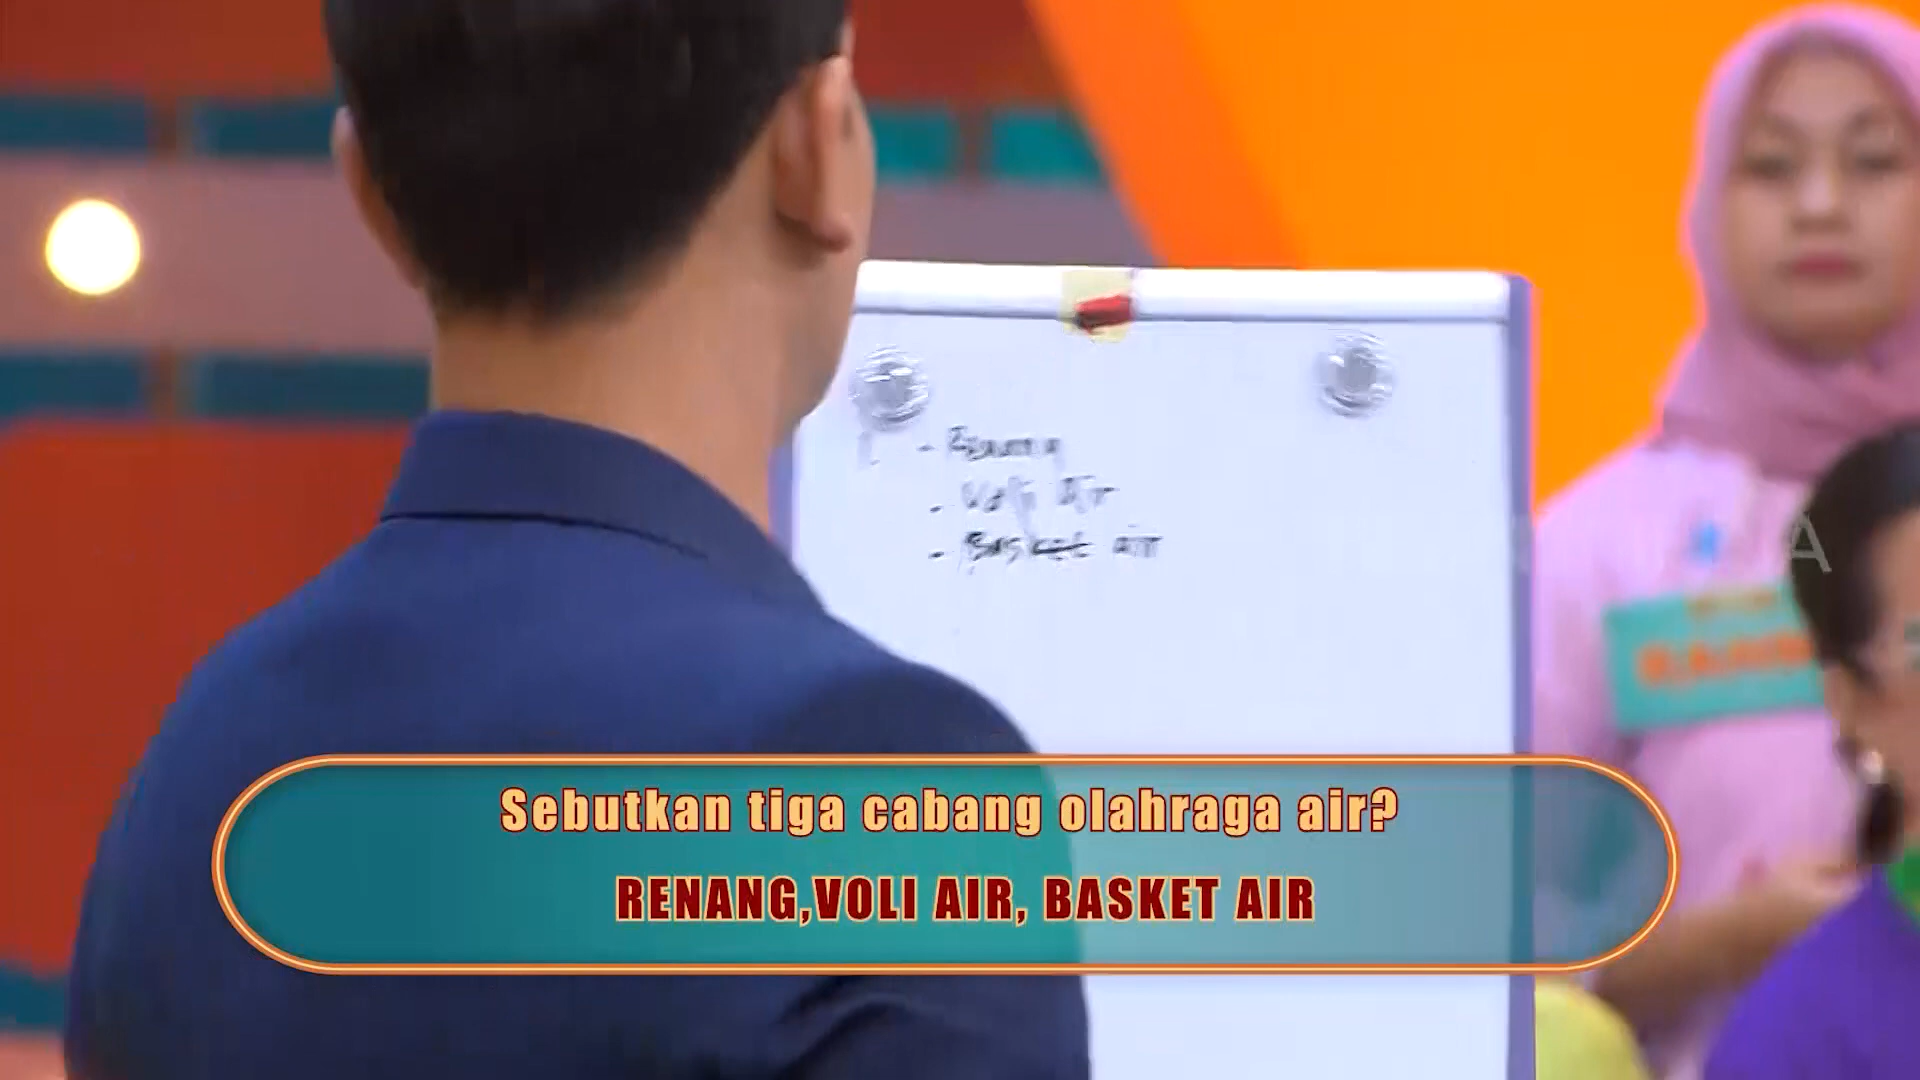 - Renang
- Voli Air
- Basket air
Sebutkan tiga cabang olahraga air?
RENANG,VOLI AIR, BASKET AIR